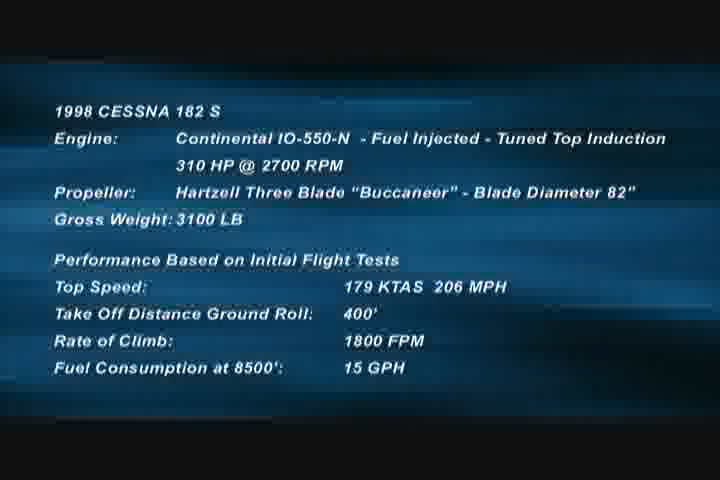 1998 CESSNA 182 S
Engine: Continental IO-550-N - Fuel Injected - Tuned Top Induction
310 HP @ 2700 RPM
Propeller: Hartzell Three Blade "Buccaneer" - Blade Diameter 82"
Gross Weight: 3100 LB
Performance Based on Initial Flight Tests
Top Speed: 179 KTAS 206 MPH
Take Off Distance Ground Roll: 400'
Rate of Climb: 1800 FPM
Fuel Consumption at 8500': 15 GPH